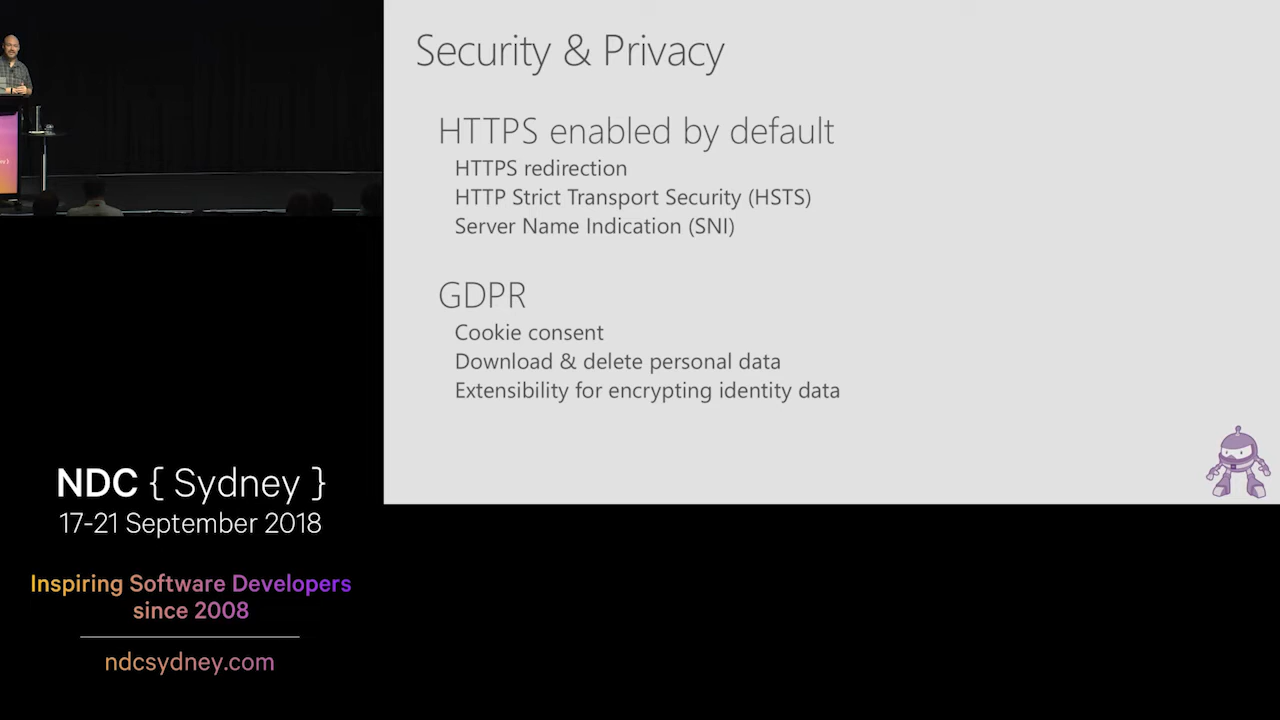 Security & Privacy
HTTPS enabled by default
HTTPS redirection
HTTP Strict Transport Security (HSTS)
Server Name Indication (SNI)
GDPR
Cookie consent
Download & delete personal data
Extensibility for encrypting identity data
NDC { Sydney }
17-21 September 2018
Inspiring Software Developers
since 2008
ndcsydney.com